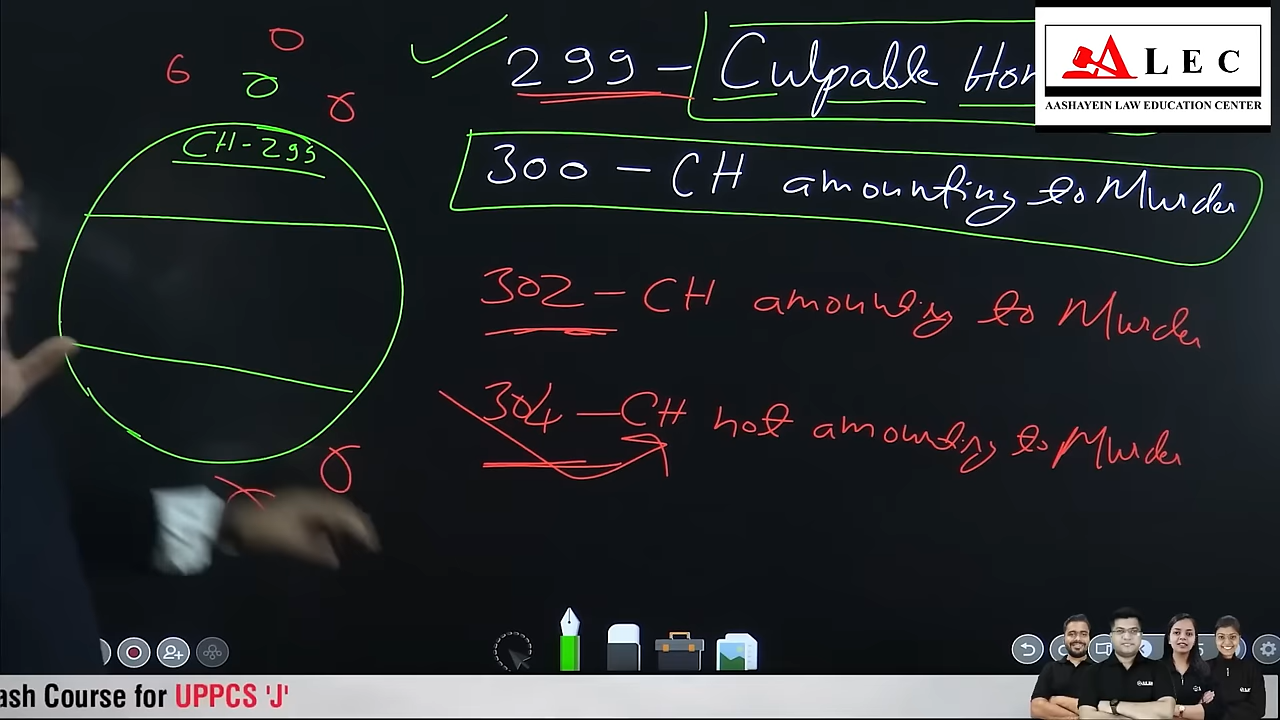 299 - Culpable Hom
300 - CH amounting to Murder
302 - CH amounting to Murder
304 - CH not amounting to Murder
CH-299
ALEC
AASHAYEIN LAW EDUCATION CENTER
ash Course for UPPCS 'J'